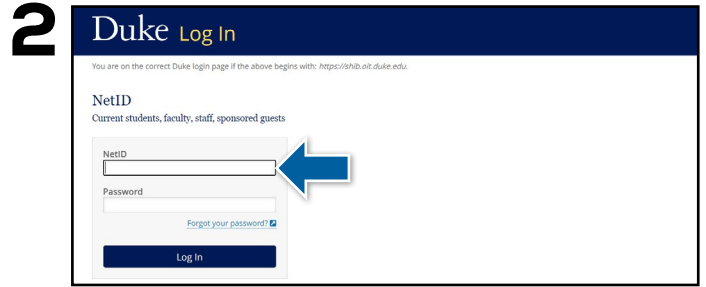 2
Duke Log In
You are on the correct Duke login page if the above begins with: https://shib.oit.duke.edu.
NetID
Current students, faculty, staff, sponsored guests
NetID
Password
Forgot your password?
Log In